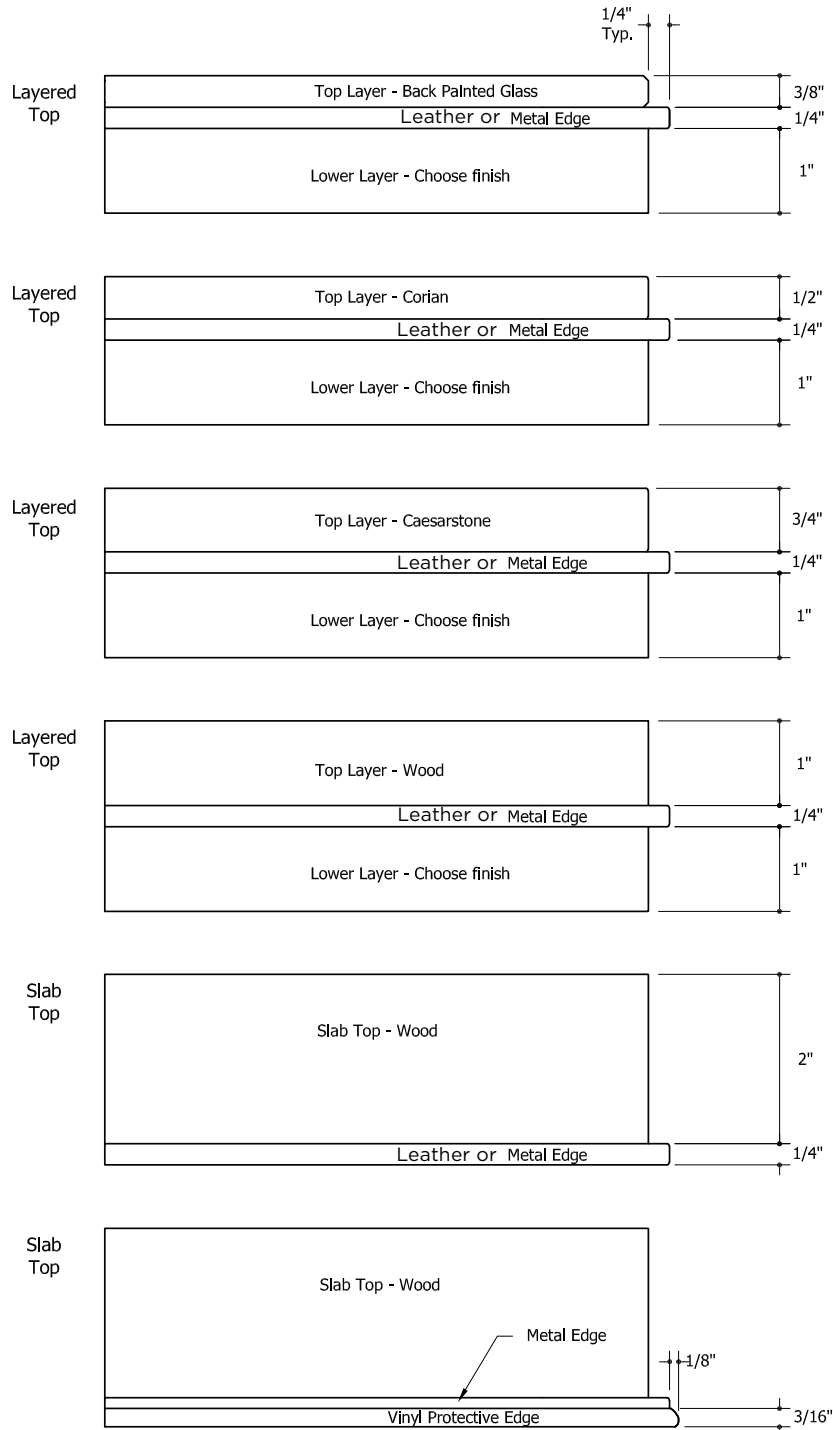 1/4"
Typ.
Layered
Top
Top Layer - Back Painted Glass
3/8"
Leather or Metal Edge
1/4"
Lower Layer - Choose finish
1"
Layered
Top
Top Layer - Corian
1/2"
Leather or Metal Edge
1/4"
Lower Layer - Choose finish
1"
Layered
Top
Top Layer - Caesarstone
3/4"
Leather or Metal Edge
1/4"
Lower Layer - Choose finish
1"
Layered
Top
Top Layer - Wood
1"
Leather or Metal Edge
1/4"
Lower Layer - Choose finish
1"
Slab
Top
Slab Top - Wood
2"
Leather or Metal Edge
1/4"
Slab
Top
Slab Top - Wood
Metal Edge
1/8"
Vinyl Protective Edge
3/16"